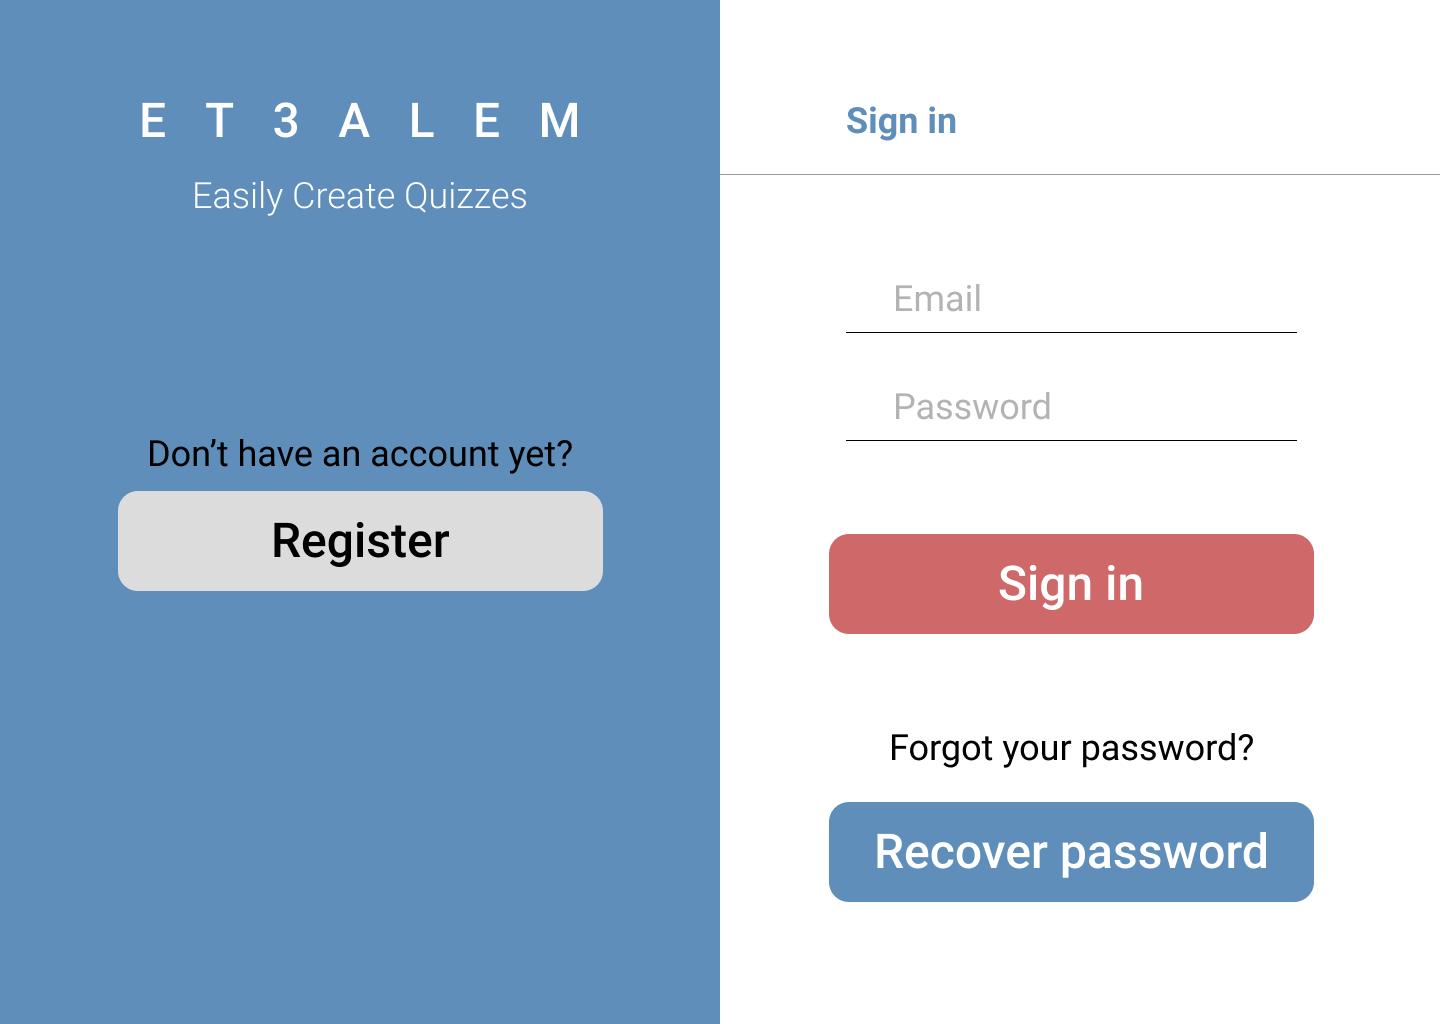 E T 3 A L E M
Easily Create Quizzes
Don’t have an account yet?
Register
Sign in
Email
Password
Sign in
Forgot your password?
Recover password